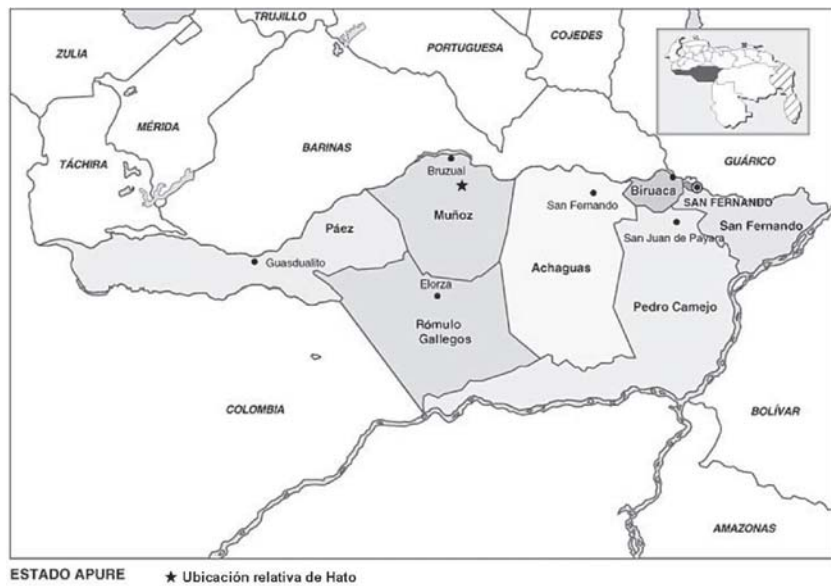 TRUJILLO
COJEDES
ZULIA
PORTUGUESA
MÉRIDA
BARINAS
TÁCHIRA
GUÁRICO
Bruzual
Biruaca
San Fernando
SAN FERNANDO
Muñoz
Páez
San Fernando
San Juan de Payara
Guasdualito
Achaguas
Elorza
Pedro Camejo
Rómulo
Gallegos
COLOMBIA
BOLÍVAR
AMAZONAS
ESTADO APURE ★ Ubicación relativa de Hato